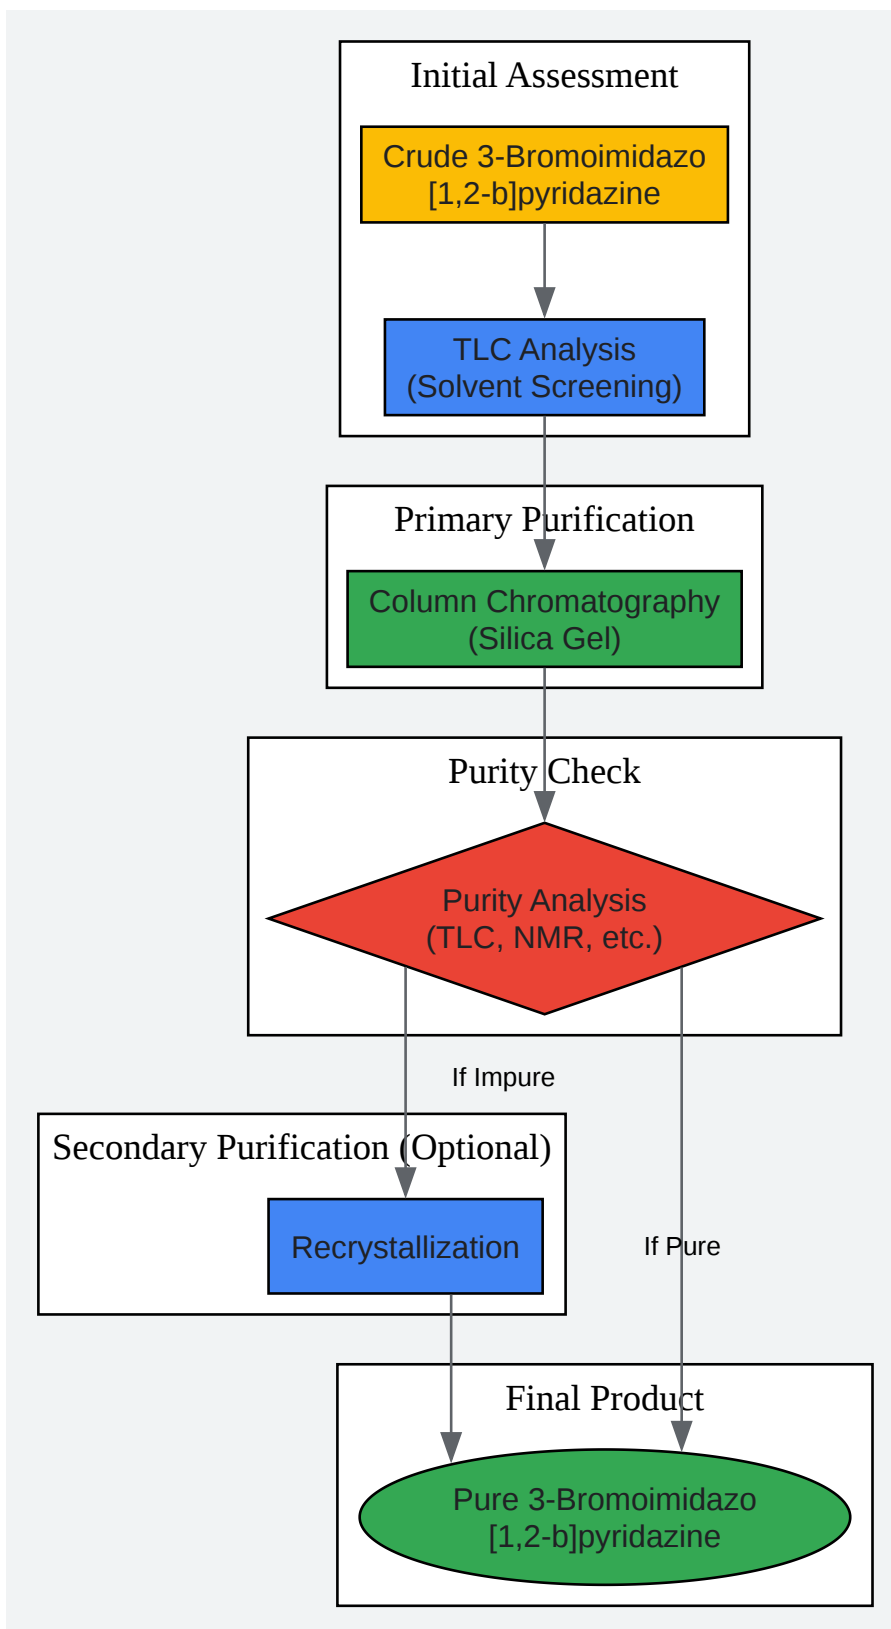 Initial Assessment
Crude 3-Bromoimidazo
[1,2-b]pyridazine
TLC Analysis
(Solvent Screening)
Primary Purification
Column Chromatography
(Silica Gel)
Purity Check
Purity Analysis
(TLC, NMR, etc.)
If Impure
Secondary Purification (Optional)
Recrystallization
If Pure
Final Product
Pure 3-Bromoimidazo
[1,2-b]pyridazine